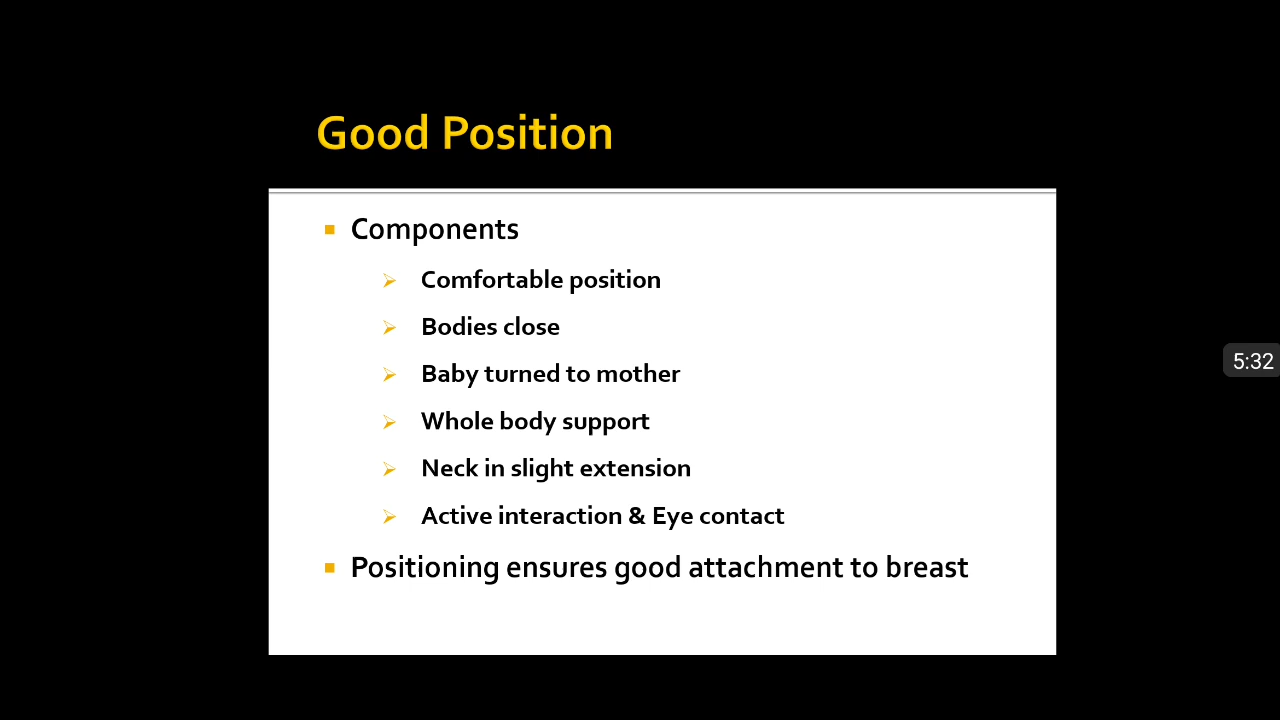 Good Position
Components
Comfortable position
Bodies close
Baby turned to mother
Whole body support
Neck in slight extension
Active interaction & Eye contact
Positioning ensures good attachment to breast
5:32